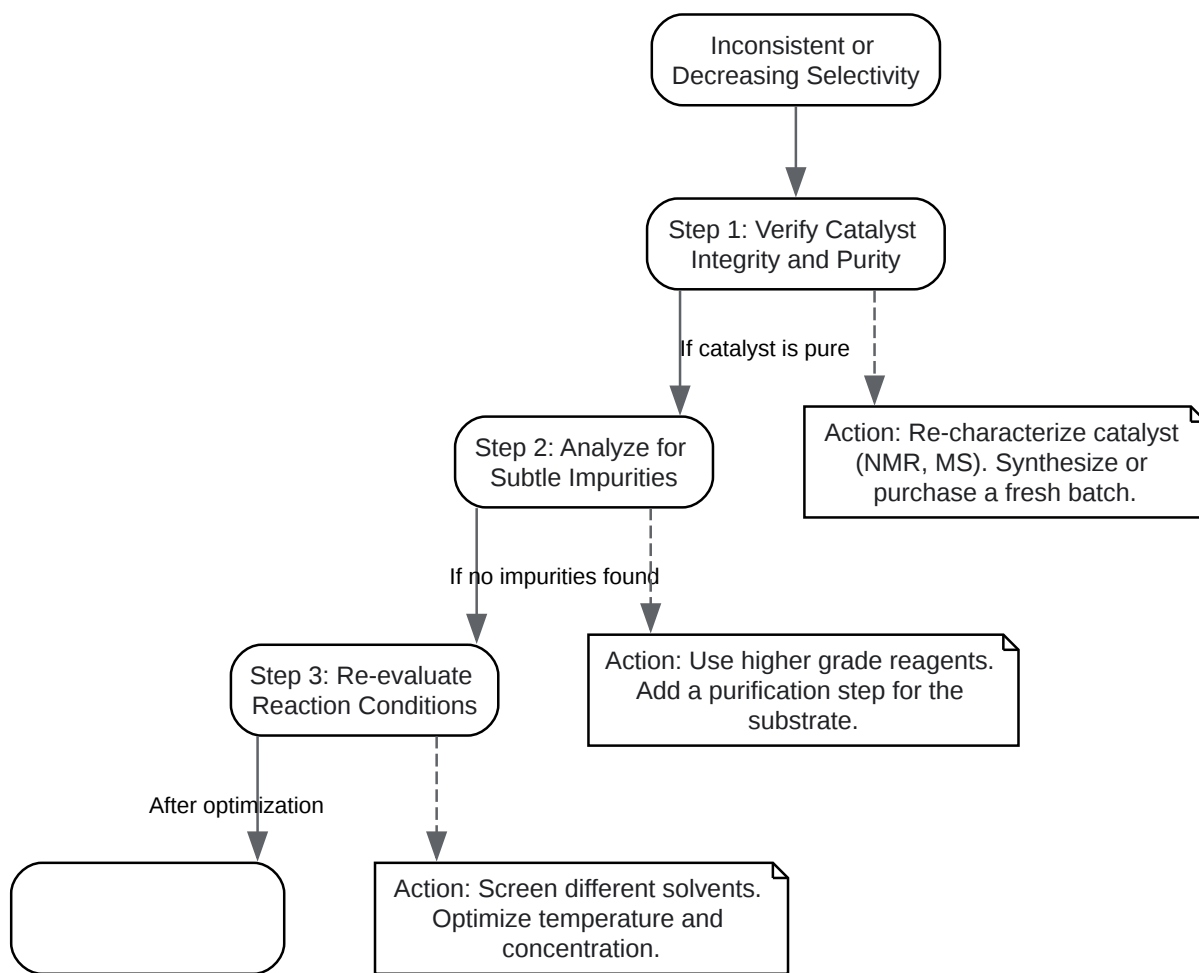 Inconsistent or
Decreasing Selectivity
Step 1: Verify Catalyst
Integrity and Purity
If catalyst is pure
Action: Re-characterize catalyst
(NMR, MS). Synthesize or
purchase a fresh batch.
Step 2: Analyze for
Subtle Impurities
If no impurities found
Action: Use higher grade reagents.
Add a purification step for the
substrate.
Step 3: Re-evaluate
Reaction Conditions
After optimization
Action: Screen different solvents.
Optimize temperature and
concentration.